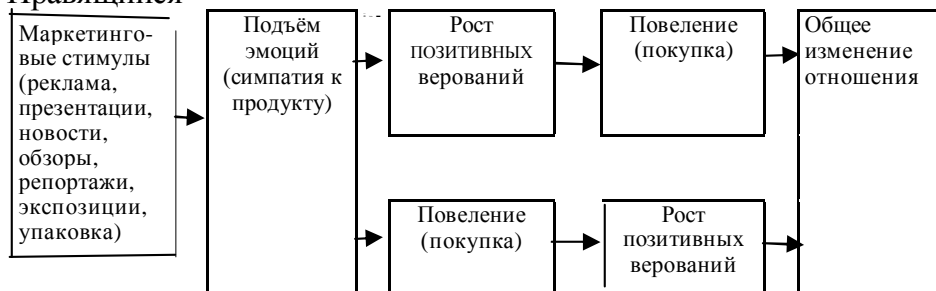 Нравящийся
Маркетинго-
вые стимулы
(реклама,
презентации,
новости,
обзоры,
репортажи,
экспозиции,
упаковка)
Подъём
эмоций
(симпатия к
продукту)
Рост
позитивных
верований
Повеление
(покупка)
Общее
изменение
отношения
Повеление
(покупка)
Рост
позитивных
верований